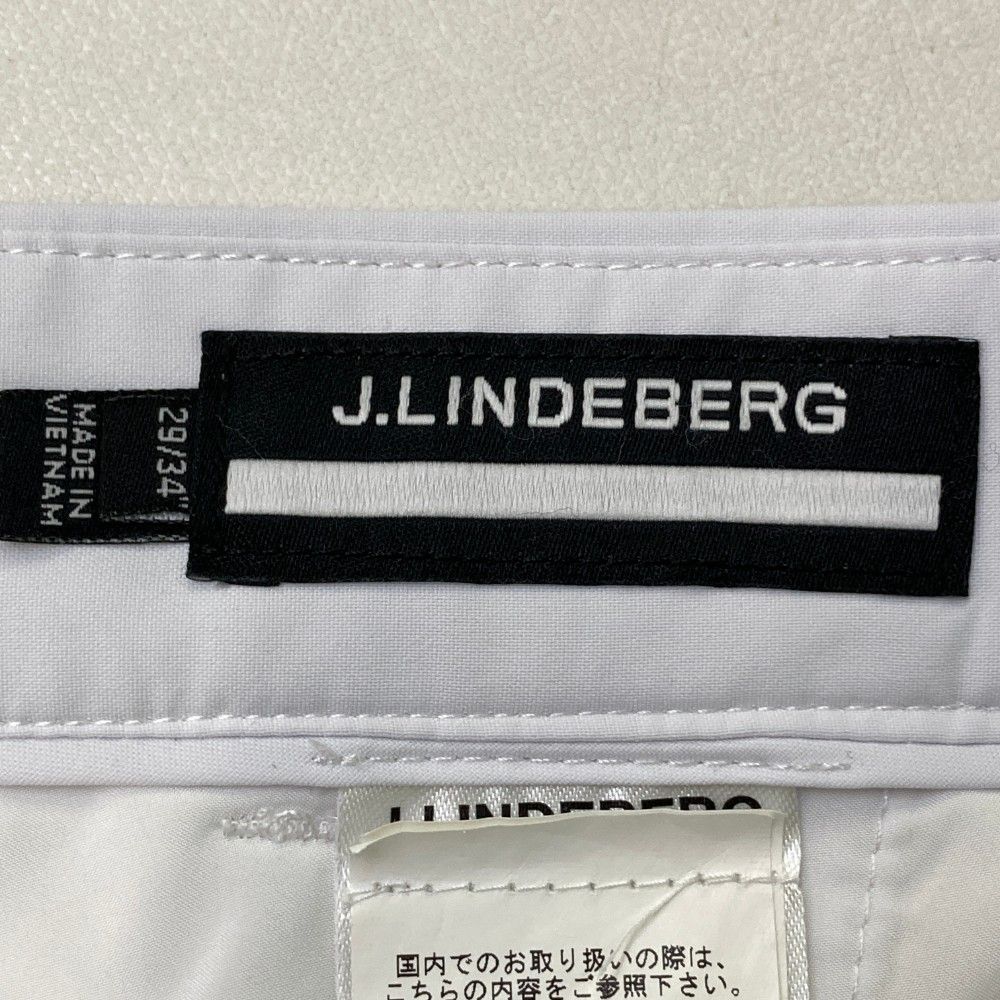 J.LINDEBERG
29/34"
MADE IN
VIETNAM
J.LINDEBERG
国内でのお取り扱いの際は、
こちらの内容をご参照下さい。